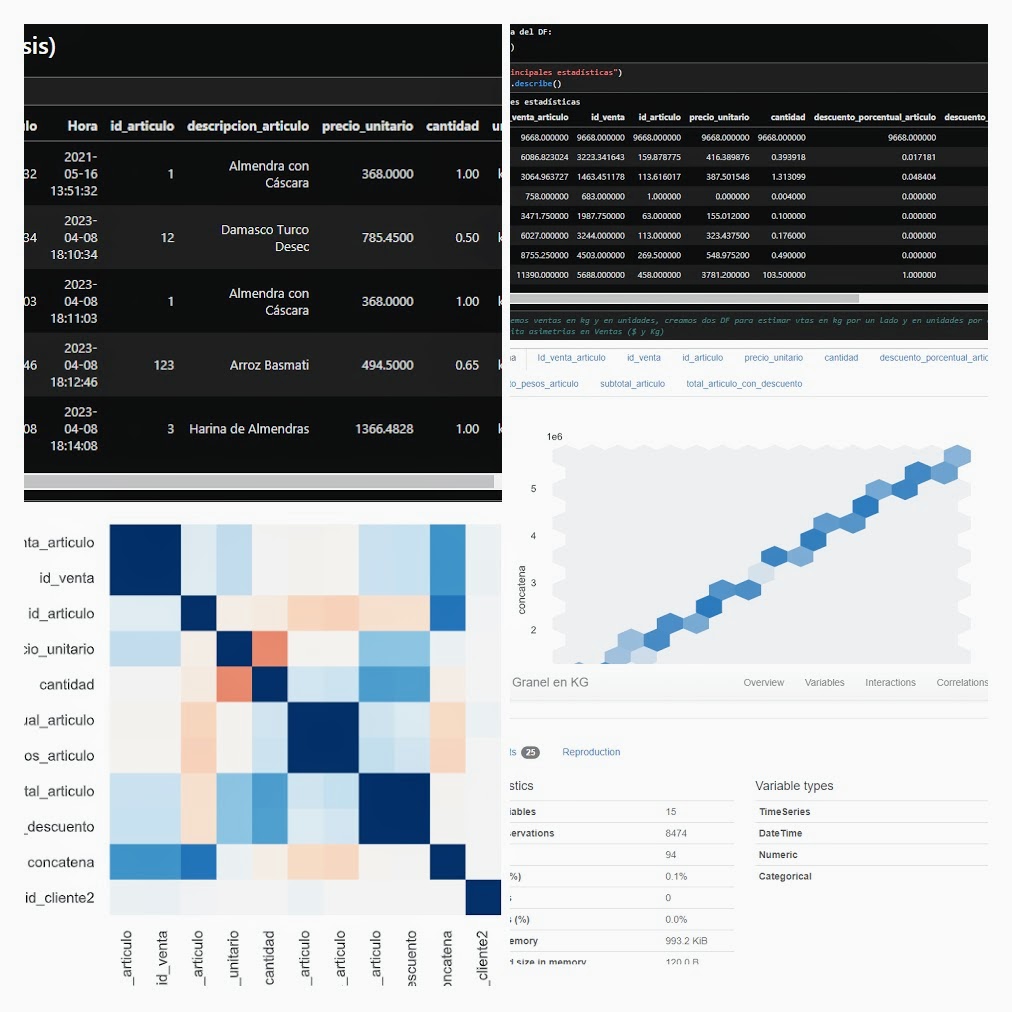 sis)
lo Hora id_articulo descripcion_articulo precio_unitario cantidad
32 2021-05-16 13:51:32 1 Almendra con Cáscara 368.0000 1.00
34 2023-04-08 18:10:34 12 Damasco Turco Desec 785.4500 0.50
03 2023-04-08 18:11:03 1 Almendra con Cáscara 368.0000 1.00
46 2023-04-08 18:12:46 123 Arroz Basmati 494.5000 0.65
08 2023-04-08 18:14:08 3 Harina de Almendras 1366.4828 1.00
a del DF:
)
incipales estadísticas")
.describe()
es estadísticas
_venta_articulo id_venta id_articulo precio_unitario cantidad descuento_porcentual_articulo descuento_
9668.000000 9668.000000 9668.000000 9668.000000 9668.000000 9668.000000
6086.823024 3223.341643 159.878775 416.389876 0.393918 0.017181
3064.963727 1463.451178 113.616017 387.501548 1.313099 0.048404
758.000000 683.000000 1.000000 0.000000 0.004000 0.000000
3471.750000 1987.750000 63.000000 155.012000 0.100000 0.000000
6027.000000 3244.000000 113.000000 323.437500 0.176000 0.000000
8755.250000 4503.000000 269.500000 548.975200 0.490000 0.000000
11390.000000 5688.000000 458.000000 3781.200000 103.500000 1.000000
emos ventas en kg y en unidades, creamos dos DF para estimar vtas en kg por un lado y en unidades por
ito asimetrías en Ventas ($ y Kg)
Id_venta_articulo id_venta id_articulo precio_unitario cantidad descuento_porcentual_artic
o_pesos_articulo subtotal_articulo total_articulo_con_descuento
1e6
5
4
3
2
concatena
ta_articulo
id_venta
id_articulo
cio_unitario
cantidad
ual_articulo
os_articulo
tal_articulo
_descuento
concatena
id_cliente2
_articulo
id_venta
_articulo
_unitario
cantidad
_articulo
_articulo
_articulo
escuento
oncatena
_cliente2
Granel en KG Overview Variables Interactions Correlations
ts 25 Reproduction
stics Variable types
iables 15 TimeSeries
servations 8474 DateTime
94 Numeric
%) 0.1% Categorical
s 0
s (%) 0.0%
emory 993.2 KiB
d size in memory 120.0 B